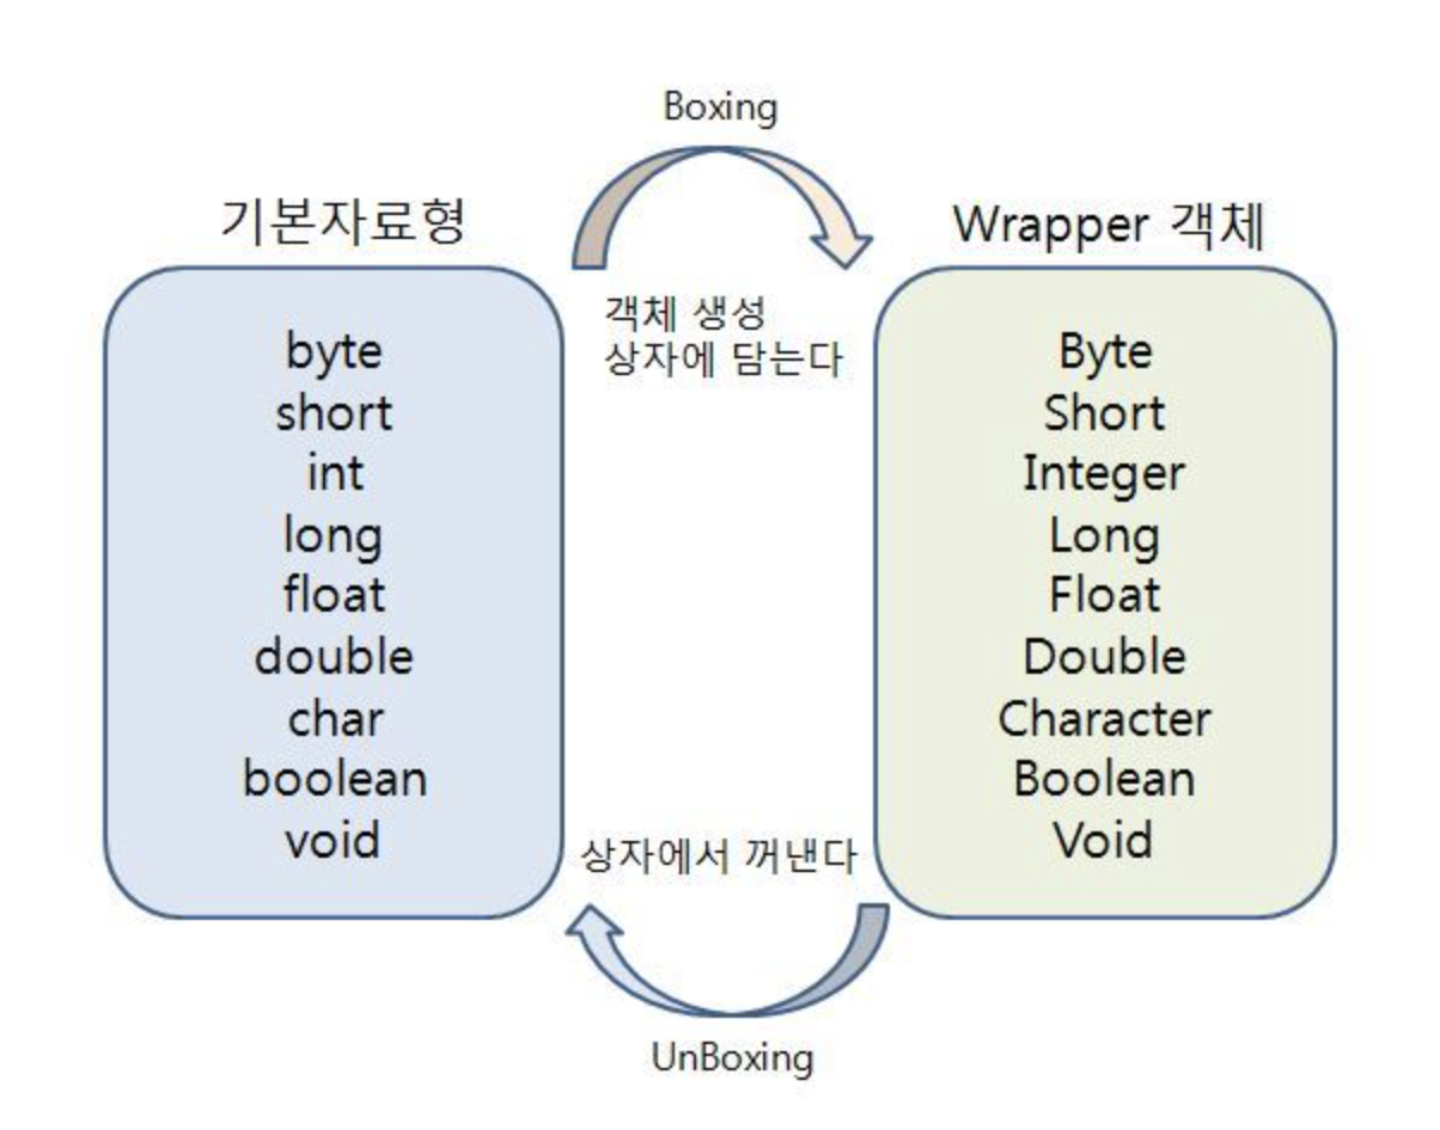 Boxing
기본자료형
Wrapper 객체
객체 생성
상자에 담는다
byte
short
int
long
float
double
char
boolean
void
Byte
Short
Integer
Long
Float
Double
Character
Boolean
Void
상자에서 꺼낸다
UnBoxing